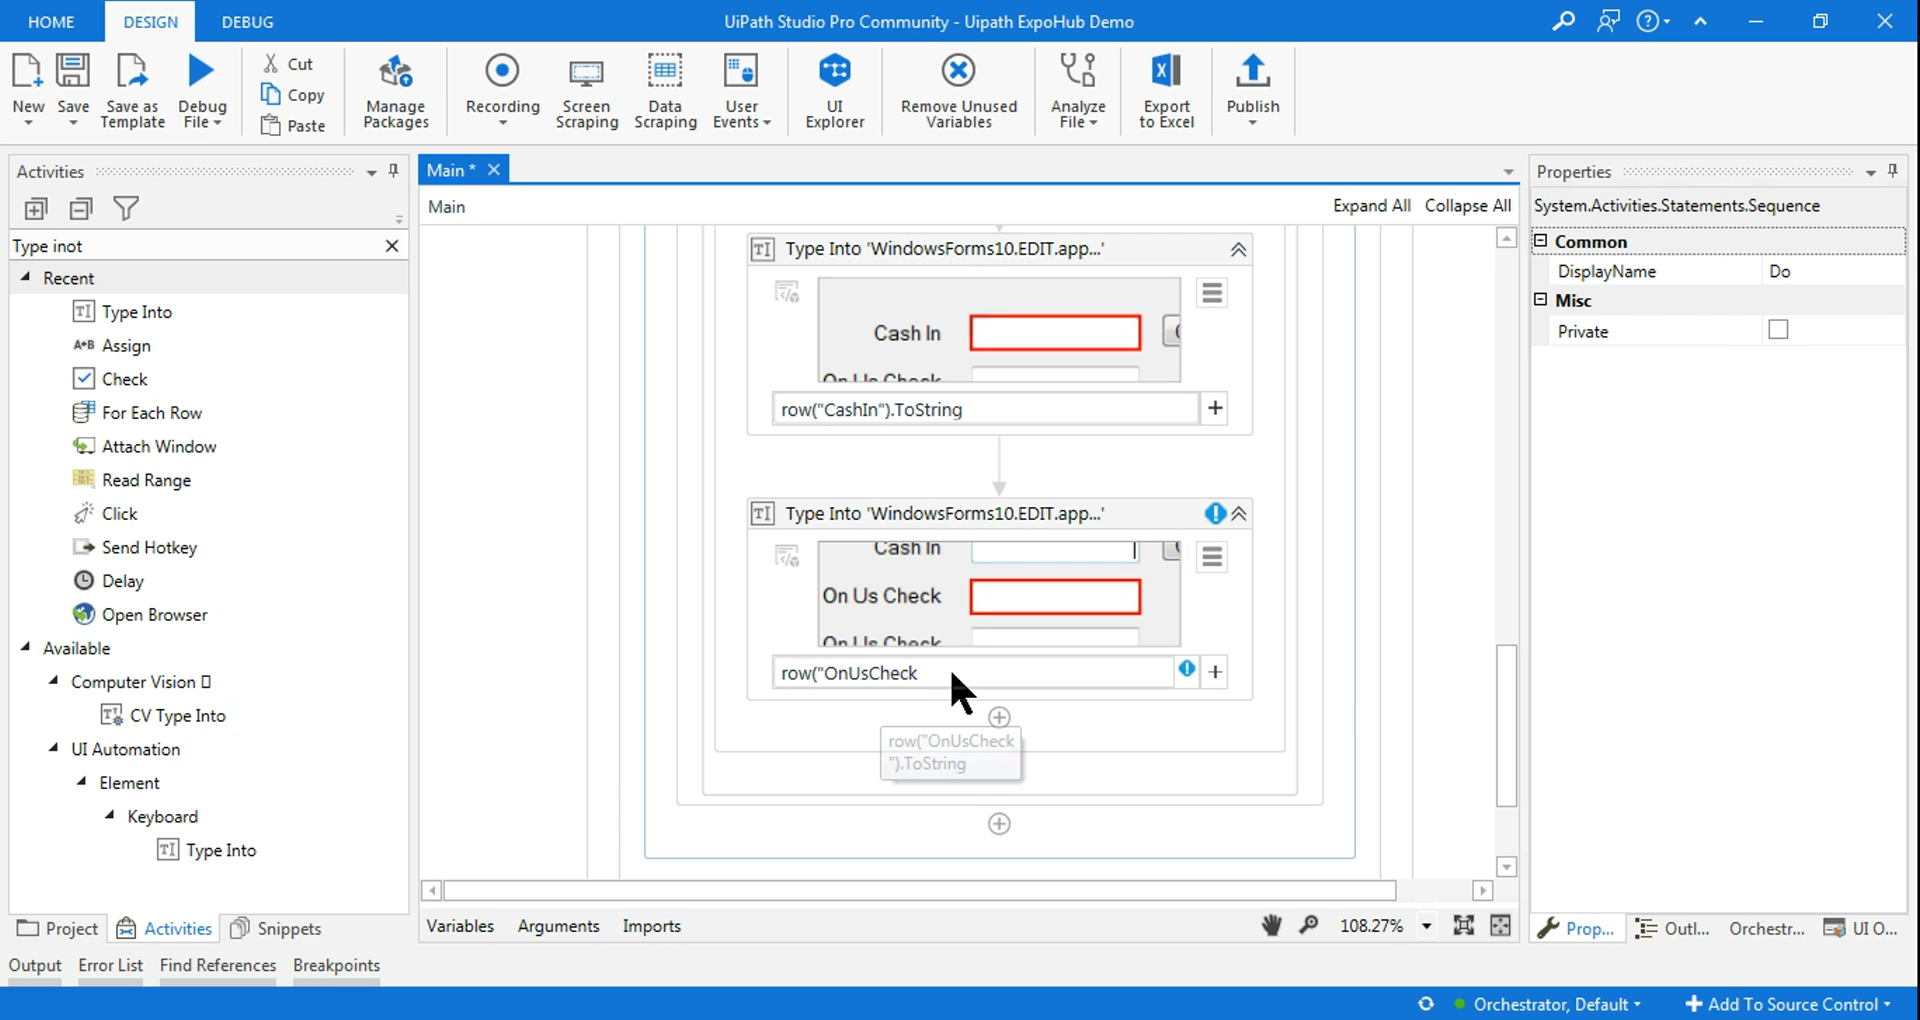 HOME DESIGN DEBUG UiPath Studio Pro Community - Uipath ExpoHub Demo
New Save Save as Template Debug File
Cut
Copy
Paste
Manage Packages
Recording Screen Scraping Data Scraping User Events
UI Explorer
Remove Unused Variables
Analyze File
Export to Excel
Publish
Activities
Type inot
Recent
Type Into
Assign
Check
For Each Row
Attach Window
Read Range
Click
Send Hotkey
Delay
Open Browser
Available
Computer Vision
CV Type Into
UI Automation
Element
Keyboard
Type Into
Project Activities Snippets
Main *
Main Expand All Collapse All
Type Into 'WindowsForms10.EDIT.app...'
Cash In
On Us Check
row("CashIn").ToString
Type Into 'WindowsForms10.EDIT.app...'
Cash In
On Us Check
On Us Check
row("OnUsCheck
row("OnUsCheck
").ToString
Variables Arguments Imports 108.27%
Properties
System.Activities.Statements.Sequence
Common
DisplayName Do
Misc
Private
Prop... Outl... Orchestr... UI O...
Output Error List Find References Breakpoints
Orchestrator, Default Add To Source Control